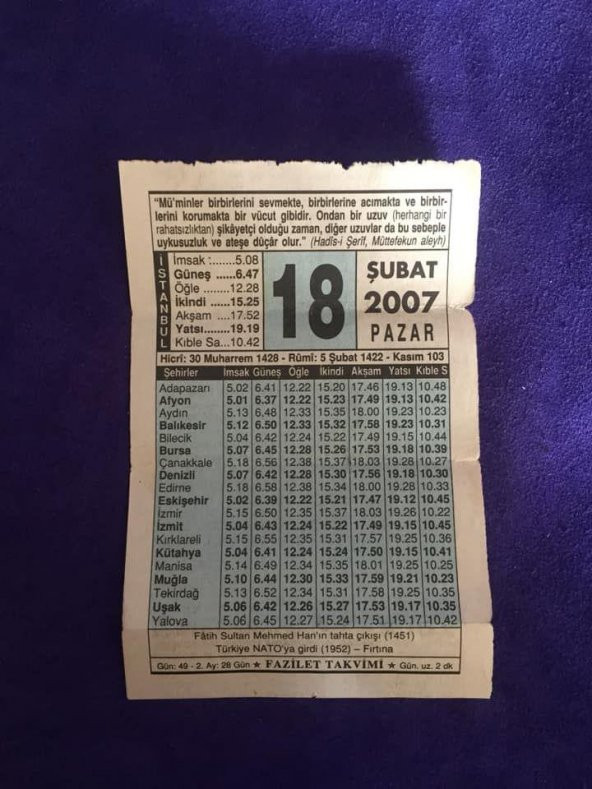 "Mü'minler birbirlerini sevmekte, birbirlerine acımakta ve birbir-
lerini korumakta bir vücut gibidir. Ondan bir uzuv (herhangi bir
rahatsızlıktan) şikâyetçi olduğu zaman, diğer uzuvlar da bu sebeple
uykusuzluk ve ateşe dûçâr olur." (Hadîs-i Şerîf, Müttefekun aleyh)
İSTANBUL
İmsak :......5.08
Güneş ......6.47
Öğle ........12.28
İkindi ......15.25
Akşam .....17.52
Yatsı........19.19
Kıble Sa...10.42
18
ŞUBAT
2007
PAZAR
Hicrî: 30 Muharrem 1428 - Rûmî: 5 Şubat 1422 - Kasım 103
Şehirler İmsak Güneş Öğle İkindi Akşam Yatsı Kıble S
Adapazarı 5.02 6.41 12.22 15.20 17.46 19.13 10.48
Afyon 5.01 6.37 12.22 15.23 17.49 19.13 10.42
Aydın 5.13 6.48 12.33 15.35 18.00 19.23 10.23
Balıkesir 5.12 6.50 12.33 15.32 17.58 19.23 10.31
Bilecik 5.04 6.42 12.24 15.22 17.49 19.15 10.44
Bursa 5.07 6.45 12.28 15.26 17.53 19.18 10.39
Çanakkale 5.18 6.56 12.38 15.37 18.03 19.28 10.27
Denizli 5.07 6.42 12.28 15.30 17.56 19.18 10.30
Edirne 5.18 6.58 12.38 15.34 18.00 19.28 10.33
Eskişehir 5.02 6.39 12.22 15.21 17.47 19.12 10.45
İzmir 5.15 6.50 12.35 15.37 18.03 19.26 10.22
İzmit 5.04 6.43 12.24 15.22 17.49 19.15 10.45
Kırklareli 5.15 6.55 12.35 15.31 17.57 19.25 10.36
Kütahya 5.04 6.41 12.24 15.24 17.50 19.15 10.41
Manisa 5.14 6.49 12.34 15.35 18.01 19.25 10.25
Muğla 5.10 6.44 12.30 15.33 17.59 19.21 10.23
Tekirdağ 5.13 6.52 12.34 15.31 17.58 19.25 10.35
Uşak 5.06 6.42 12.26 15.27 17.53 19.17 10.35
Yalova 5.06 6.45 12.27 15.24 17.51 19.17 10.42
Fâtih Sultan Mehmed Han'ın tahta çıkışı (1451)
Türkiye NATO'ya girdi (1952) – Fırtına
Gün: 49 - 2. Ay: 28 Gün ★ FAZİLET TAKVİMİ ★ Gün. uz. 2 dk